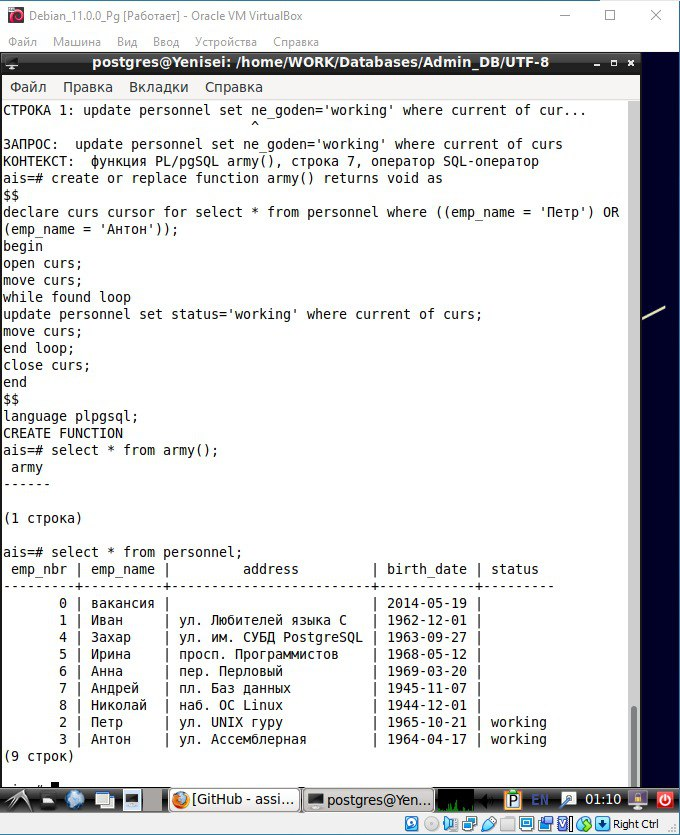 Debian_11.0.0_Pg [Работает] - Oracle VM VirtualBox
Файл Машина Вид Ввод Устройства Справка
postgres@Yenisei: /home/WORK/Databases/Admin_DB/UTF-8
Файл Правка Вкладки Справка
СТРОКА 1: update personnel set ne_goden='working' where current of cur...
^
ЗАПРОС:  update personnel set ne_goden='working' where current of curs
КОНТЕКСТ:  функция PL/pgSQL army(), строка 7, оператор SQL-оператор
ais=# create or replace function army() returns void as
$$
declare curs cursor for select * from personnel where ((emp_name = 'Петр') OR
(emp_name = 'Антон'));
begin
open curs;
move curs;
while found loop
update personnel set status='working' where current of curs;
move curs;
end loop;
close curs;
end
$$
language plpgsql;
CREATE FUNCTION
ais=# select * from army();
 army
------

(1 строка)

ais=# select * from personnel;
 emp_nbr | emp_name |        address         | birth_date | status
---------+----------+------------------------+------------+---------
       0 | вакансия |                        | 2014-05-19 |
       1 | Иван     | ул. Любителей языка C  | 1962-12-01 |
       4 | Захар    | ул. им. СУБД PostgreSQL | 1963-09-27 |
       5 | Ирина    | просп. Программистов   | 1968-05-12 |
       6 | Анна     | пер. Перловый          | 1969-03-20 |
       7 | Андрей   | пл. Баз данных         | 1945-11-07 |
       8 | Николай  | наб. ОС Linux          | 1944-12-01 |
       2 | Петр     | ул. UNIX гуру          | 1965-10-21 | working
       3 | Антон    | ул. Ассемблерная       | 1964-04-17 | working
(9 строк)
[GitHub - assi... postgres@Yen... P EN 01:10
Right Ctrl